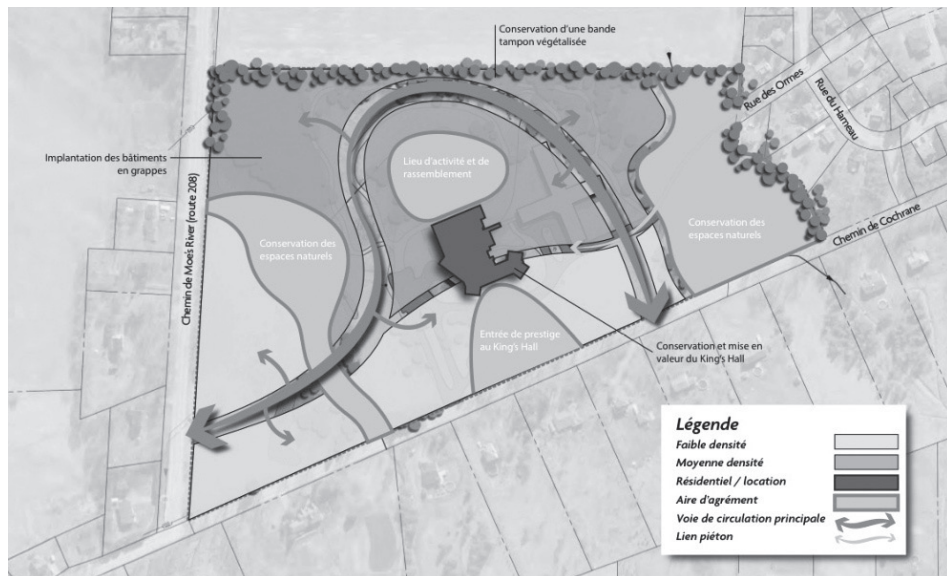 Conservation d'une bande
tampon végétalisée
Rue des Ormes
Rue du Hameau
Implantation des bâtiments
en grappes
Lieu d'activité et de
rassemblement
Chemin de Moe's River (route 208)
Conservation des
espaces naturels
Conservation des
espaces naturels
Chemin de Cochrane
Entrée de prestige
au King's Hall
Conservation et mise en
valeur du King's Hall
Légende
Faible densité
Moyenne densité
Résidentiel / location
Aire d'agrément
Voie de circulation principale
Lien piéton